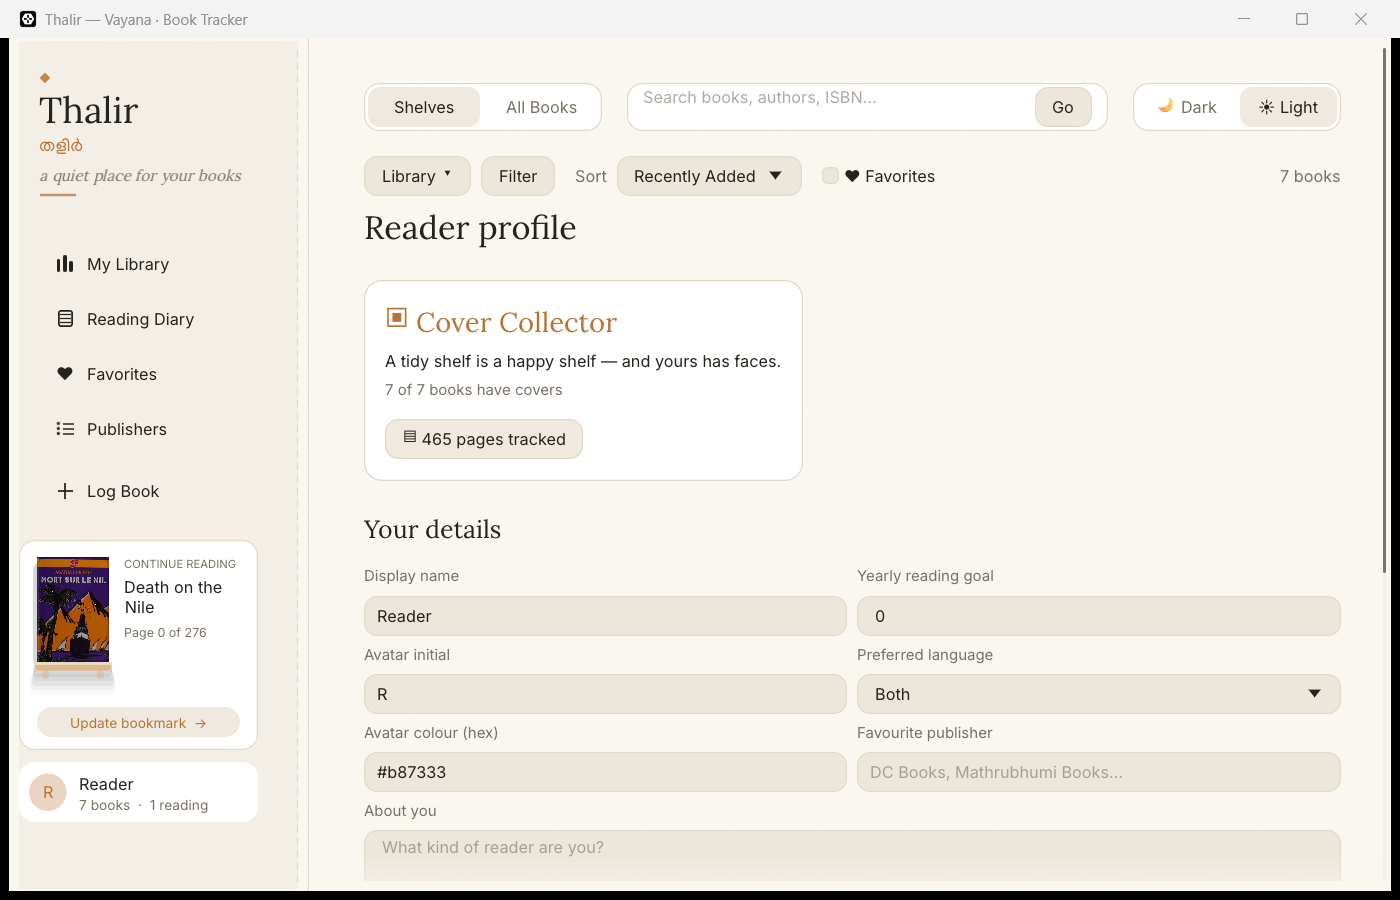 Thalir — Vayana · Book Tracker
Thalir
തളിർ
a quiet place for your books
My Library
Reading Diary
Favorites
Publishers
Log Book
MORT SUR LE NIL
CONTINUE READING
Death on the
Nile
Page 0 of 276
Update bookmark →
R
Reader
7 books · 1 reading
Shelves
All Books
Search books, authors, ISBN...
Go
Dark
Light
Library
Filter
Sort
Recently Added
Favorites
7 books
Reader profile
Cover Collector
A tidy shelf is a happy shelf — and yours has faces.
7 of 7 books have covers
465 pages tracked
Your details
Display name
Yearly reading goal
Reader
0
Avatar initial
Preferred language
R
Both
Avatar colour (hex)
Favourite publisher
#b87333
DC Books, Mathrubhumi Books...
About you
What kind of reader are you?